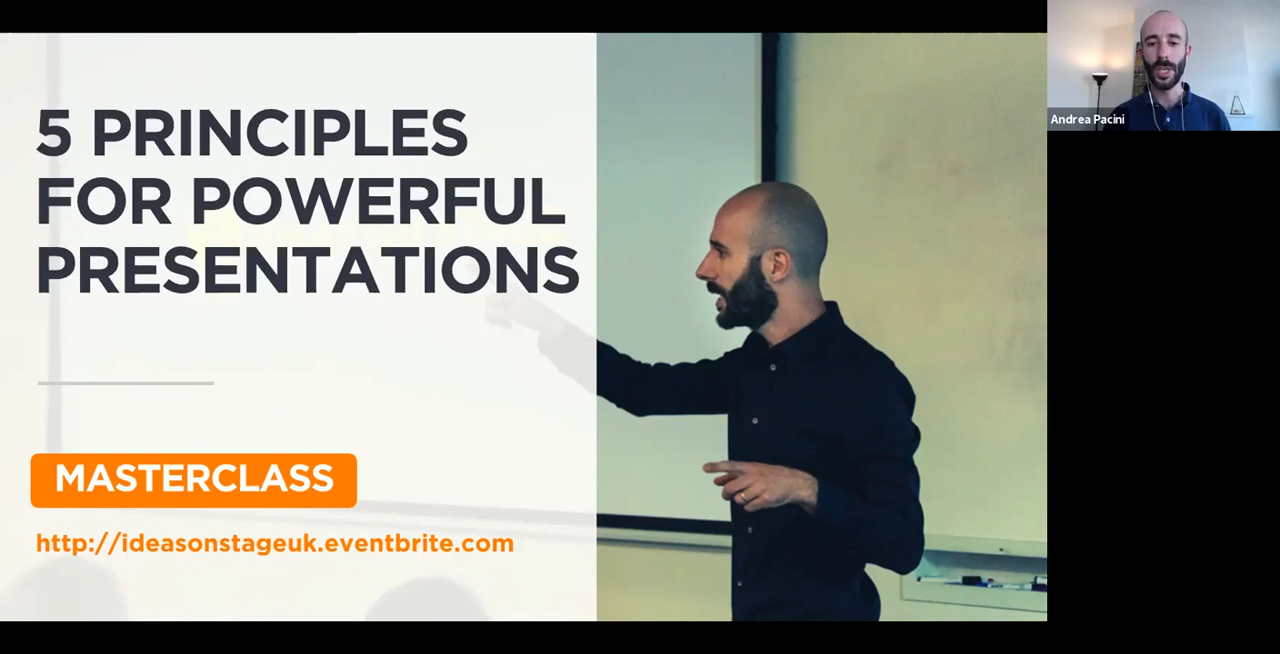 5 PRINCIPLES
FOR POWERFUL
PRESENTATIONS
MASTERCLASS
http://ideasonstageuk.eventbrite.com
Andrea Pacini